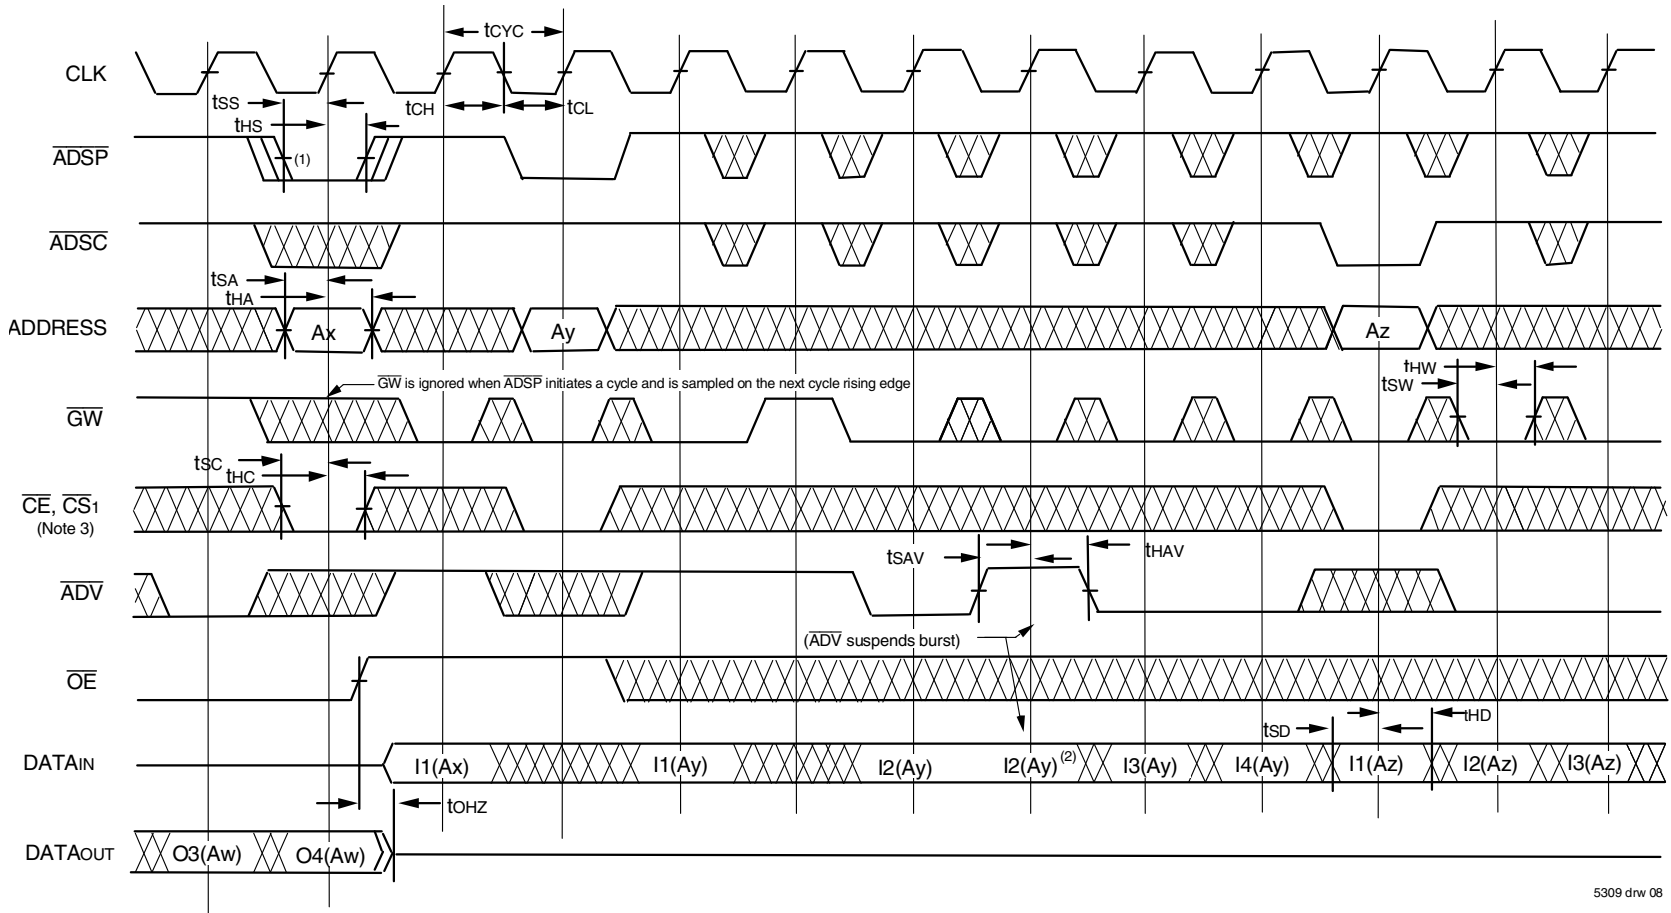 tCYC
CLK
tSS
tCH
tCL
tHS
ADSP
(1)
ADSC
tSA
tHA
ADDRESS
Ax
Ay
Az
tHW
GW is ignored when ADSP initiates a cycle and is sampled on the next cycle rising edge
tSW
GW
tSC
tHC
CE, CS1
(Note 3)
tSAV
tHAV
ADV
(ADV suspends burst)
OE
tSD
tHD
DATAIN
I1(Ax)
I1(Ay)
I2(Ay)
I2(Ay) (2)
I3(Ay)
I4(Ay)
I1(Az)
I2(Az)
I3(Az)
tOHZ
DATAOUT
O3(Aw)
O4(Aw)
5309 drw 08